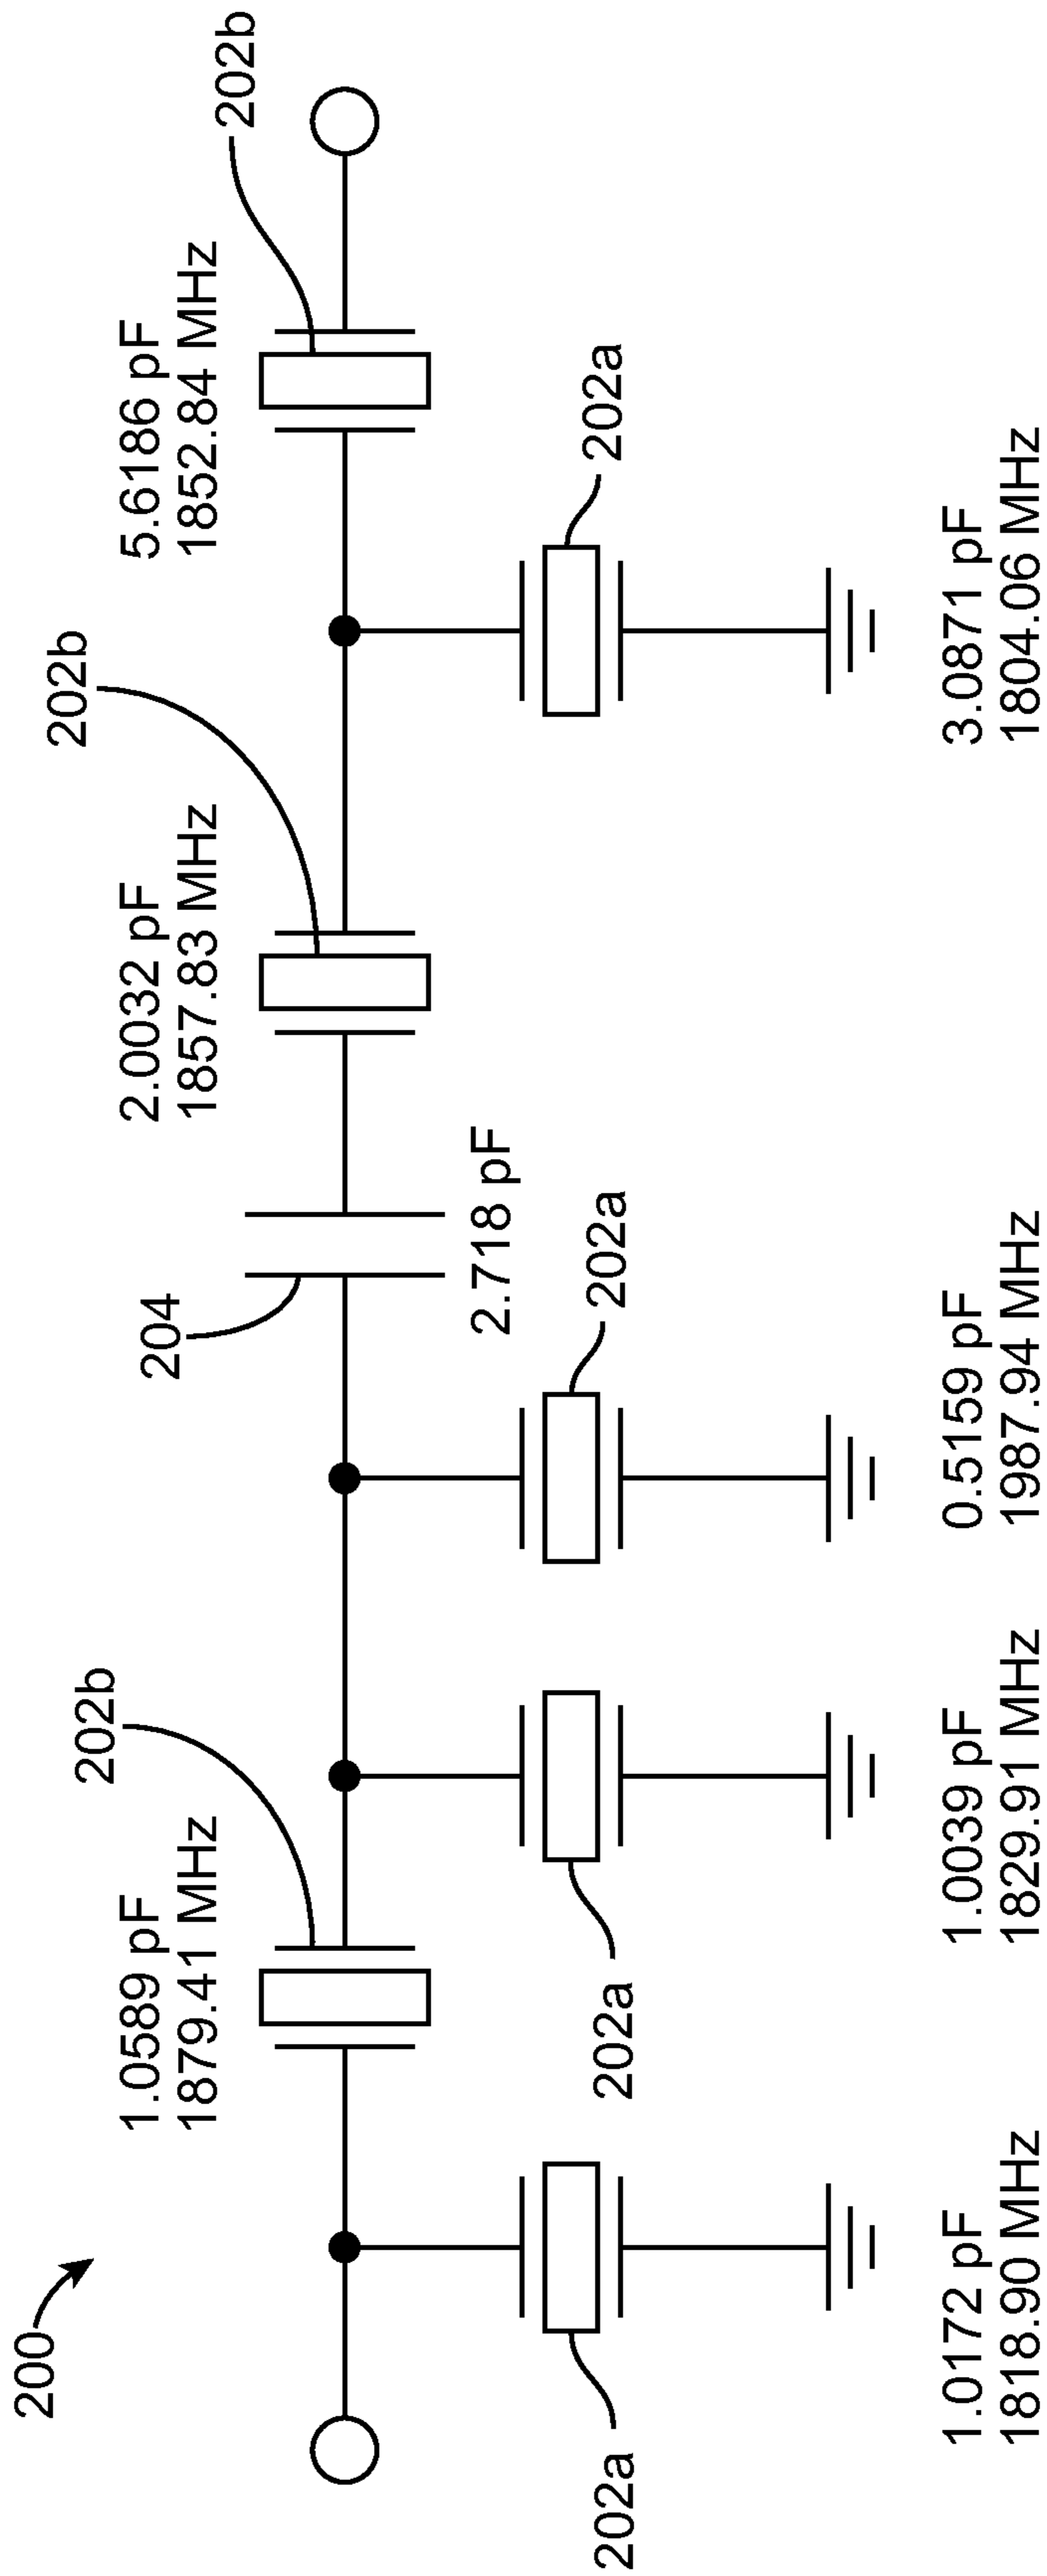 200
1.0589 pF
1879.41 MHz
202b
204
2.718 pF
2.0032 pF
1857.83 MHz
202b
5.6186 pF
1852.84 MHz
202b
202a
1.0172 pF
1818.90 MHz
202a
1.0039 pF
1829.91 MHz
202a
0.5159 pF
1987.94 MHz
202a
3.0871 pF
1804.06 MHz